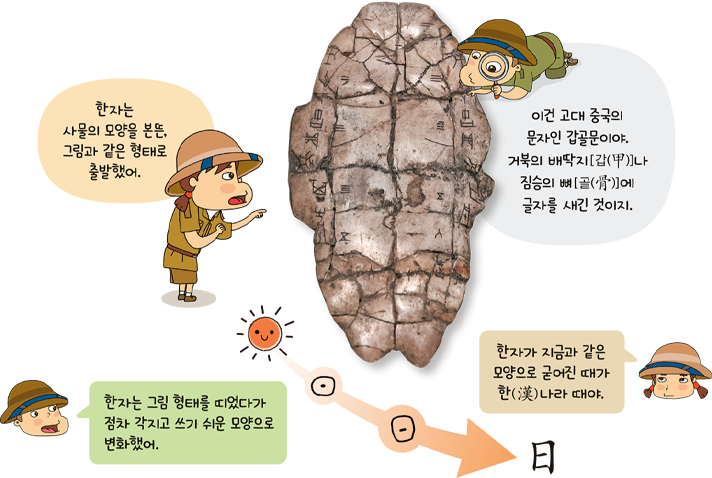 한자는
사물의 모양을 본뜬,
그림과 같은 형태로
출발했어.
이건 고대 중국의
문자인 갑골문이야.
거북의 배딱지[갑(甲)]나
짐승의 뼈[골(骨)]에
글자를 새긴 것이지.
한자가 지금과 같은
모양으로 굳어진 때가
한(漢)나라 때야.
한자는 그림 형태를 띠었다가
점차 각지고 쓰기 쉬운 모양으로
변화했어.
日